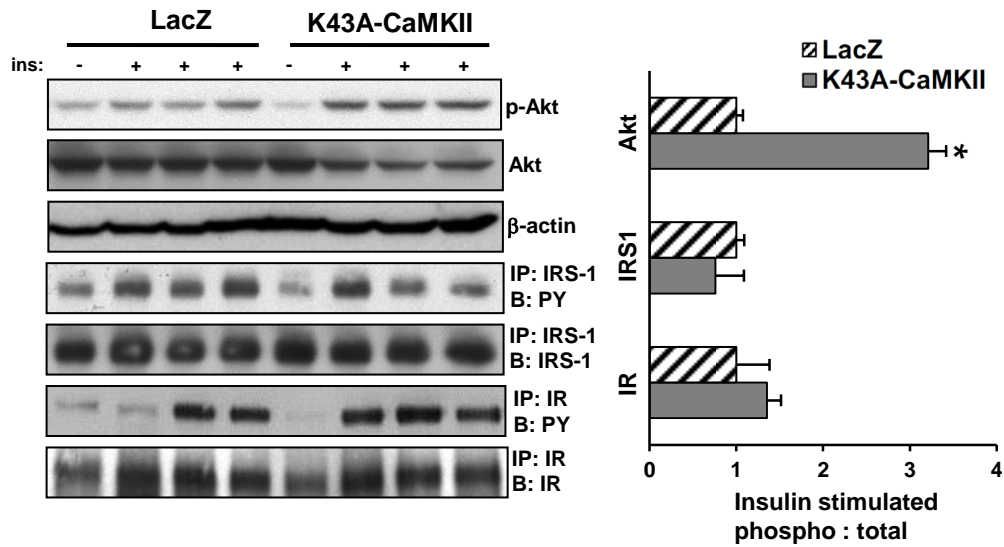 LacZ K43A-CaMKII
ins: - + + + - + + +
p-Akt
Akt
β-actin
IP: IRS-1
B: PY
IP: IRS-1
B: IRS-1
IP: IR
B: PY
IP: IR
B: IR
LacZ
K43A-CaMKII
Akt
*
IRS1
IR
0 1 2 3 4
Insulin stimulated
phospho : total